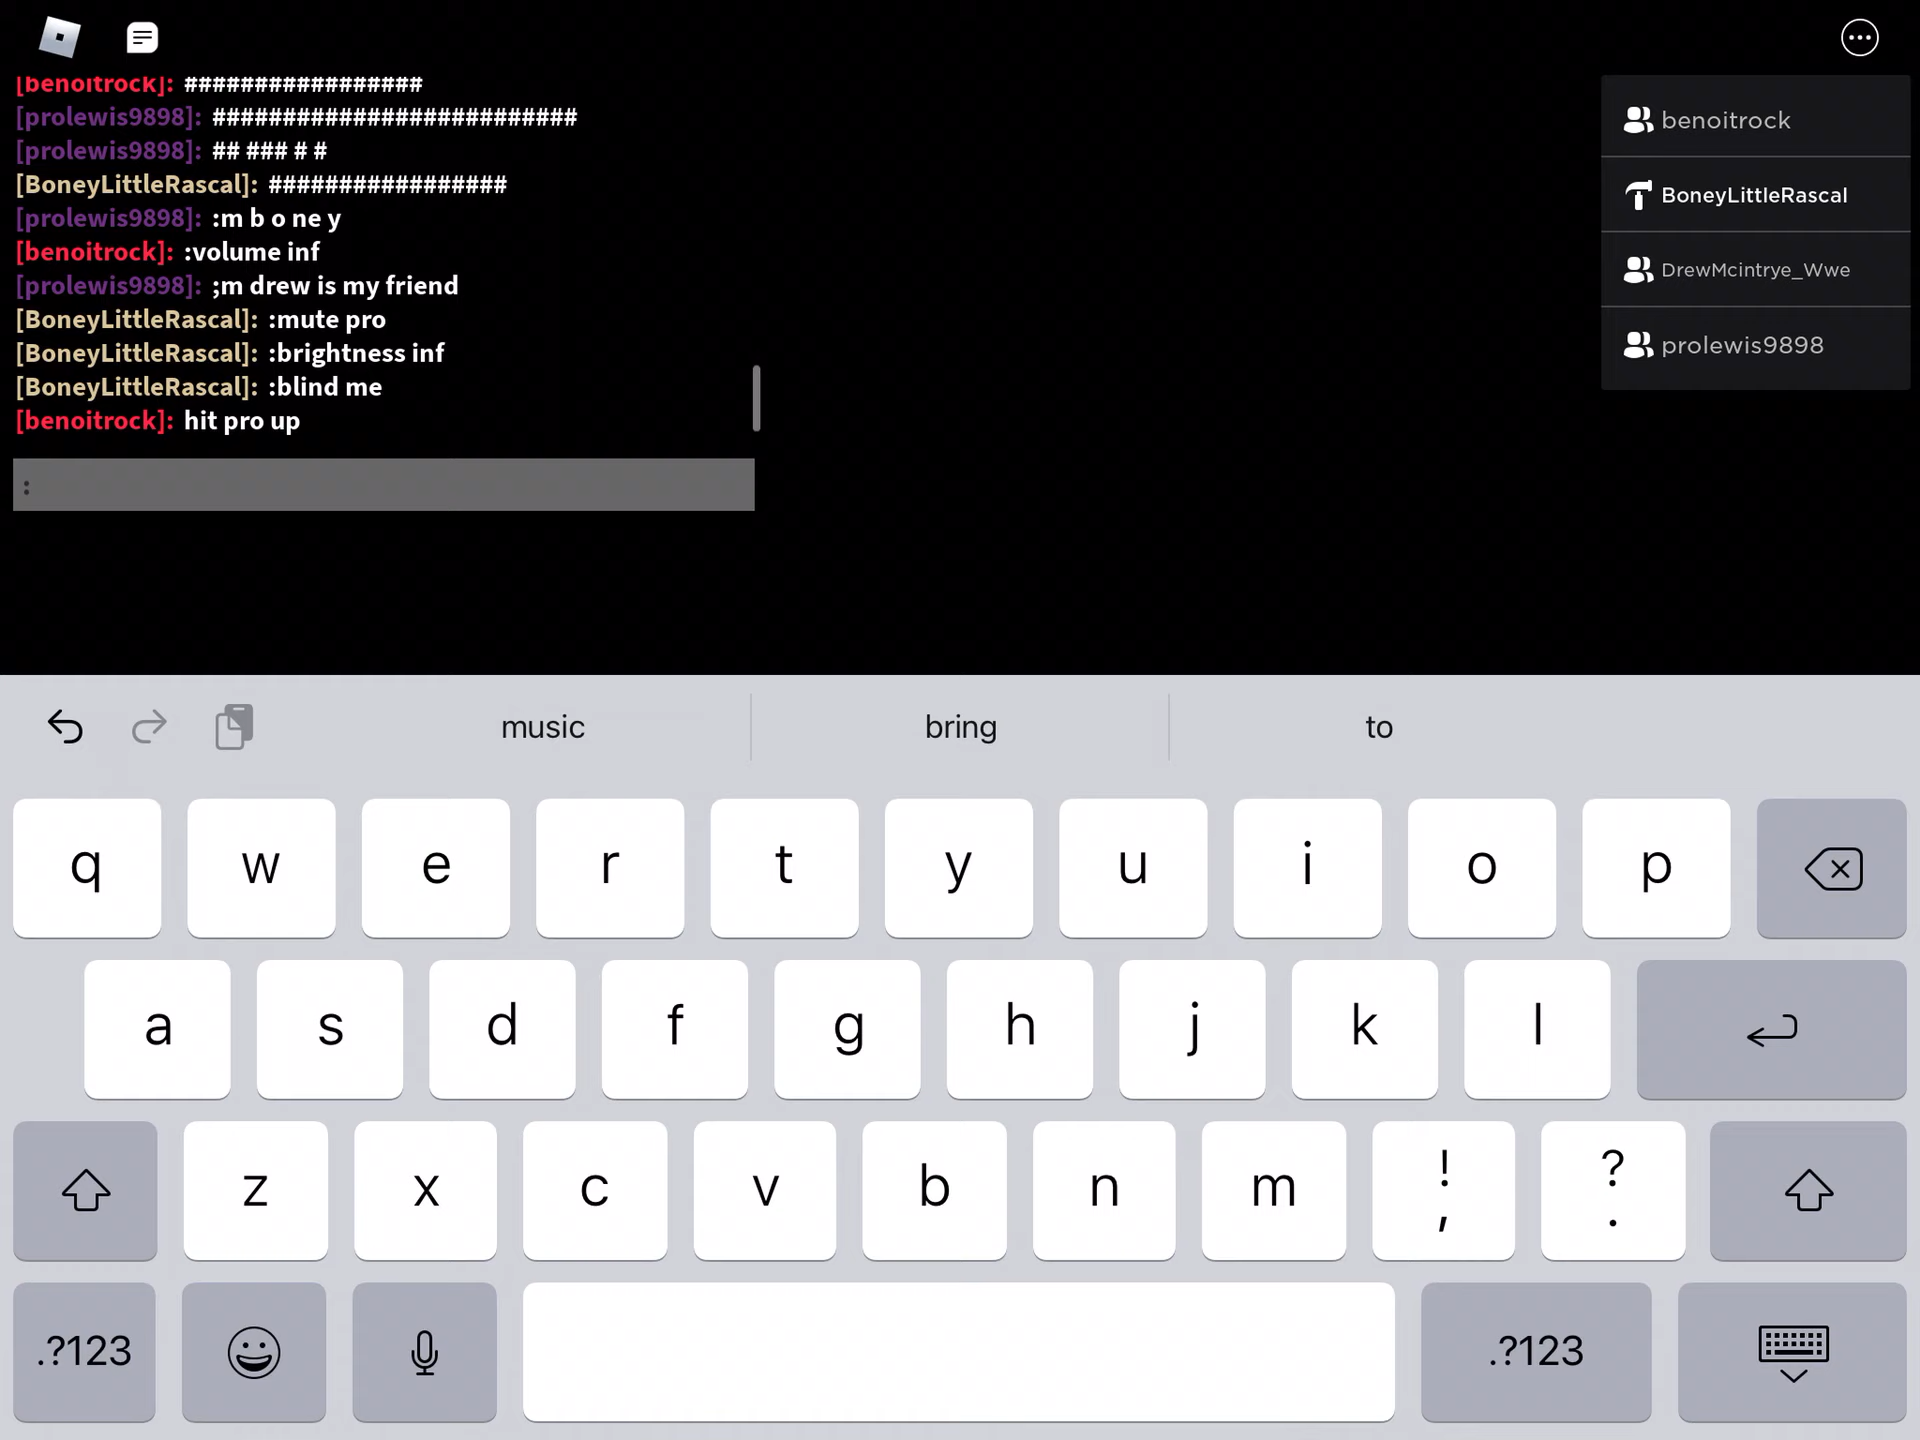 [benoitrock]: #################
[prolewis9898]: ##########################
[prolewis9898]: ## ### # #
[BoneyLittleRascal]: #################
[prolewis9898]: :m b o ne y
[benoitrock]: :volume inf
[prolewis9898]: ;m drew is my friend
[BoneyLittleRascal]: :mute pro
[BoneyLittleRascal]: :brightness inf
[BoneyLittleRascal]: :blind me
[benoitrock]: hit pro up
:
benoitrock
BoneyLittleRascal
DrewMcintrye_Wwe
prolewis9898
music bring to
q w e r t y u i o p
a s d f g h j k l
z x c v b n m ! , ? .
.?123 .?123